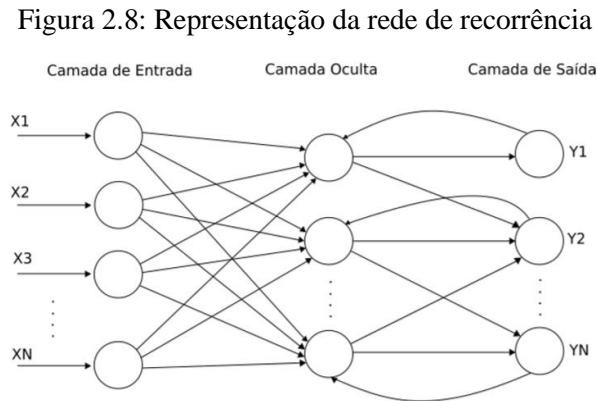 Figura 2.8: Representação da rede de recorrência
Camada de Entrada
Camada Oculta
Camada de Saída
X1
Y1
X2
Y2
X3
XN
YN